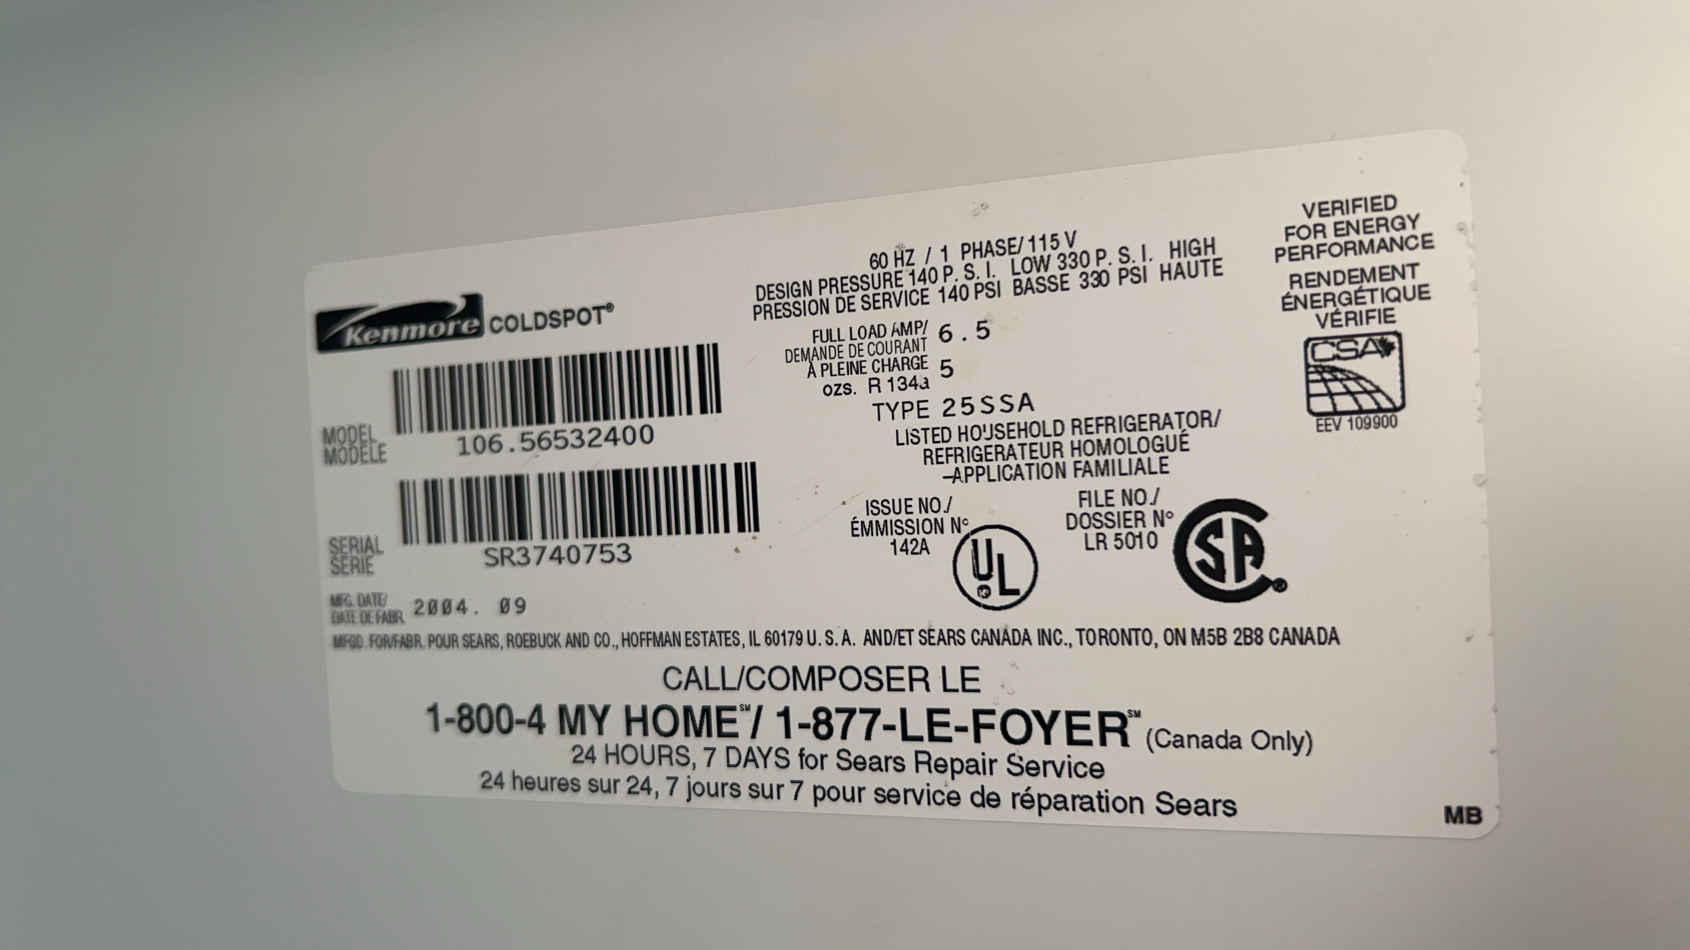 Kenmore COLDSPOT®
MODEL
MODÈLE
106.56532400
SERIAL
SÉRIE
SR3740753
MFG. DATE/
DATE DE FABR.
2004. 09
60 HZ / 1 PHASE/115 V
DESIGN PRESSURE 140 P. S. I. LOW 330 P. S. I. HIGH
PRESSION DE SERVICE 140 PSI BASSE 330 PSI HAUTE
FULL LOAD AMP/
DEMANDE DE COURANT
À PLEINE CHARGE
6 . 5
ozs. R 134a
5
TYPE 25SSA
LISTED HOUSEHOLD REFRIGERATOR/
REFRIGERATEUR HOMOLOGUÉ
-APPLICATION FAMILIALE
ISSUE NO./
ÉMMISSION N°
142A
UL
FILE NO./
DOSSIER N°
LR 5010
SA
VERIFIED
FOR ENERGY
PERFORMANCE
RENDEMENT
ÉNERGÉTIQUE
VÉRIFIE
CSA
EEV 109900
MFGD. FOR/FABR. POUR SEARS, ROEBUCK AND CO., HOFFMAN ESTATES, IL 60179 U. S. A. AND/ET SEARS CANADA INC., TORONTO, ON M5B 2B8 CANADA
CALL/COMPOSER LE
1-800-4 MY HOME℠/ 1-877-LE-FOYER℠ (Canada Only)
24 HOURS, 7 DAYS for Sears Repair Service
24 heures sur 24, 7 jours sur 7 pour service de réparation Sears
MB